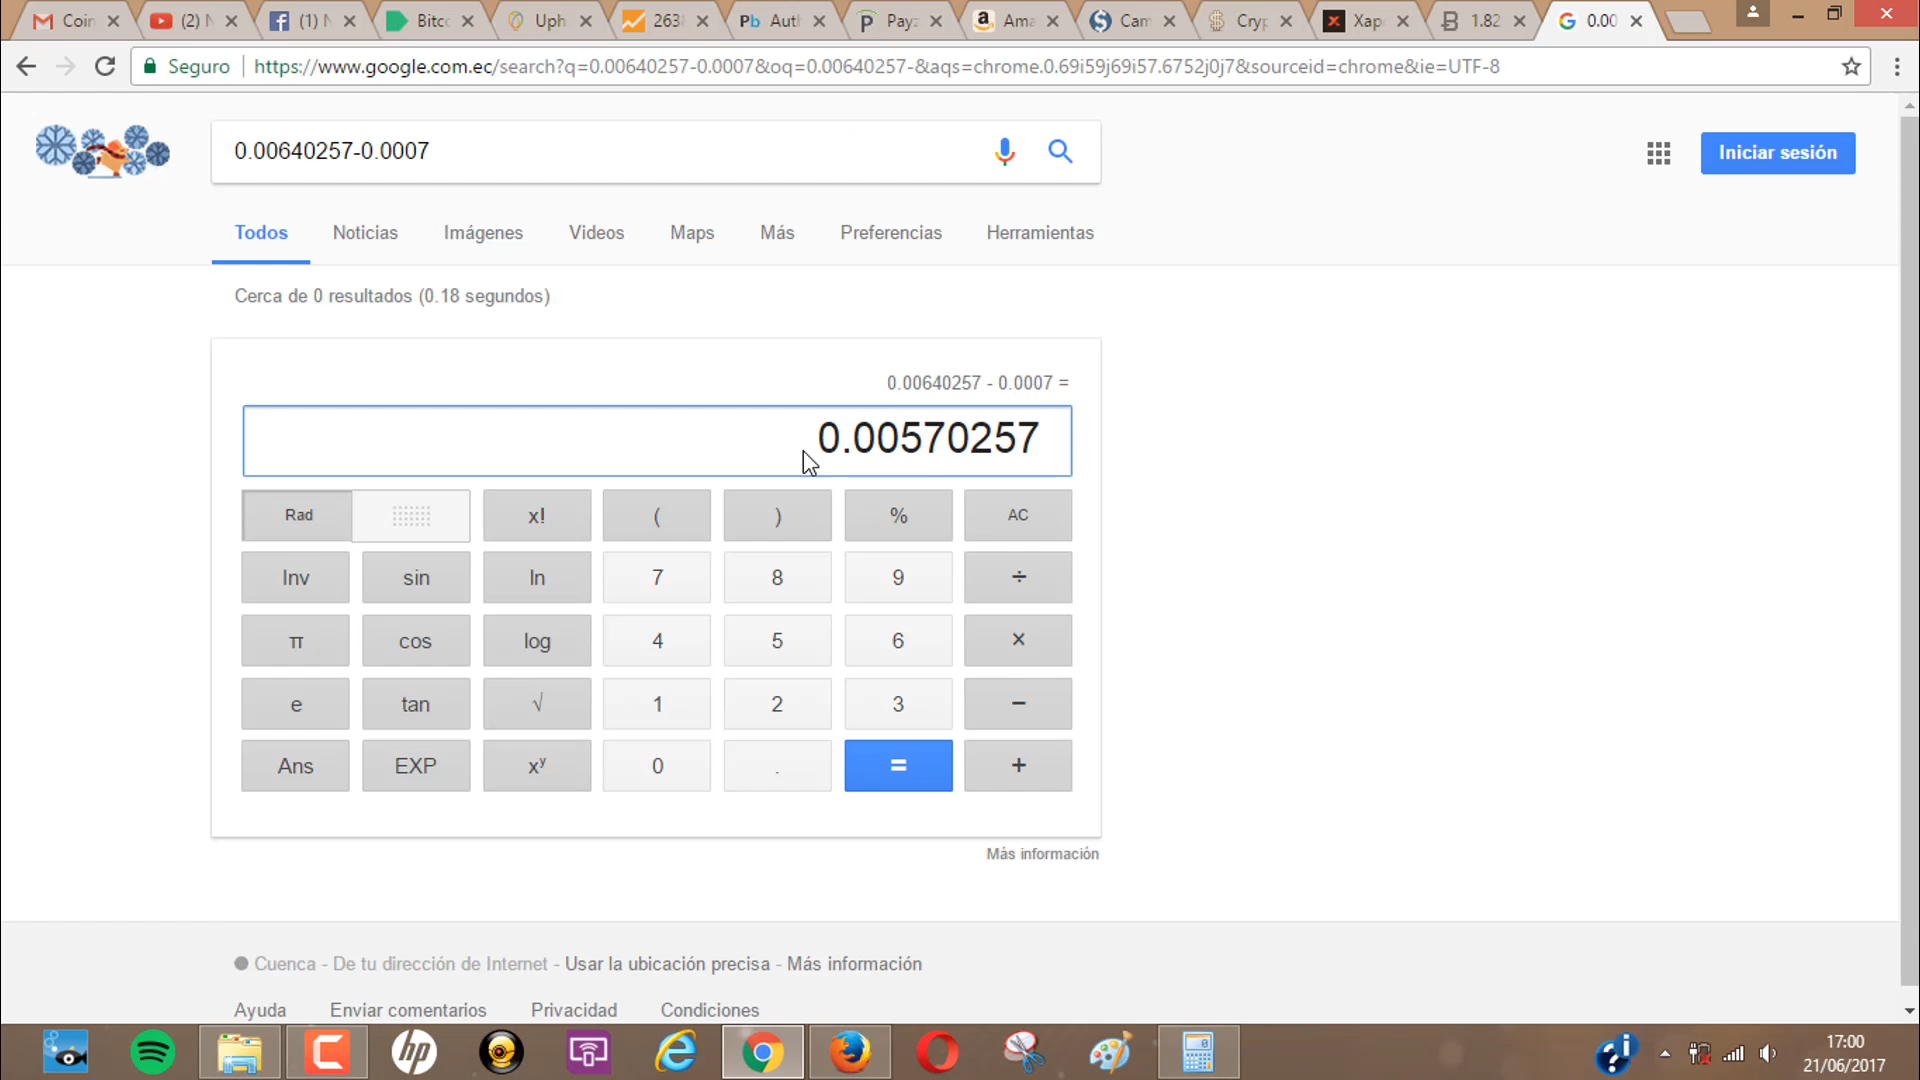 Coin
(2) N
(1) N
Bitco
Uph
263
Pb Auth
Payz
Ama
Cam
Cryp
Xap
1.82
0.00
Seguro
https://www.google.com.ec/search?q=0.00640257-0.0007&oq=0.00640257-&aqs=chrome.0.69i59j69i57.6752j0j7&sourceid=chrome&ie=UTF-8
0.00640257-0.0007
Iniciar sesión
Todos Noticias Imágenes Videos Maps Más Preferencias Herramientas
Cerca de 0 resultados (0.18 segundos)
0.00640257 - 0.0007 =
0.00570257
Rad x! ( ) % AC
Inv sin ln 7 8 9 ÷
π cos log 4 5 6 ×
e tan √ 1 2 3 −
Ans EXP xʸ 0 . = +
Más información
Cuenca - De tu dirección de Internet - Usar la ubicación precisa - Más información
Ayuda Enviar comentarios Privacidad Condiciones
hp
17:00
21/06/2017